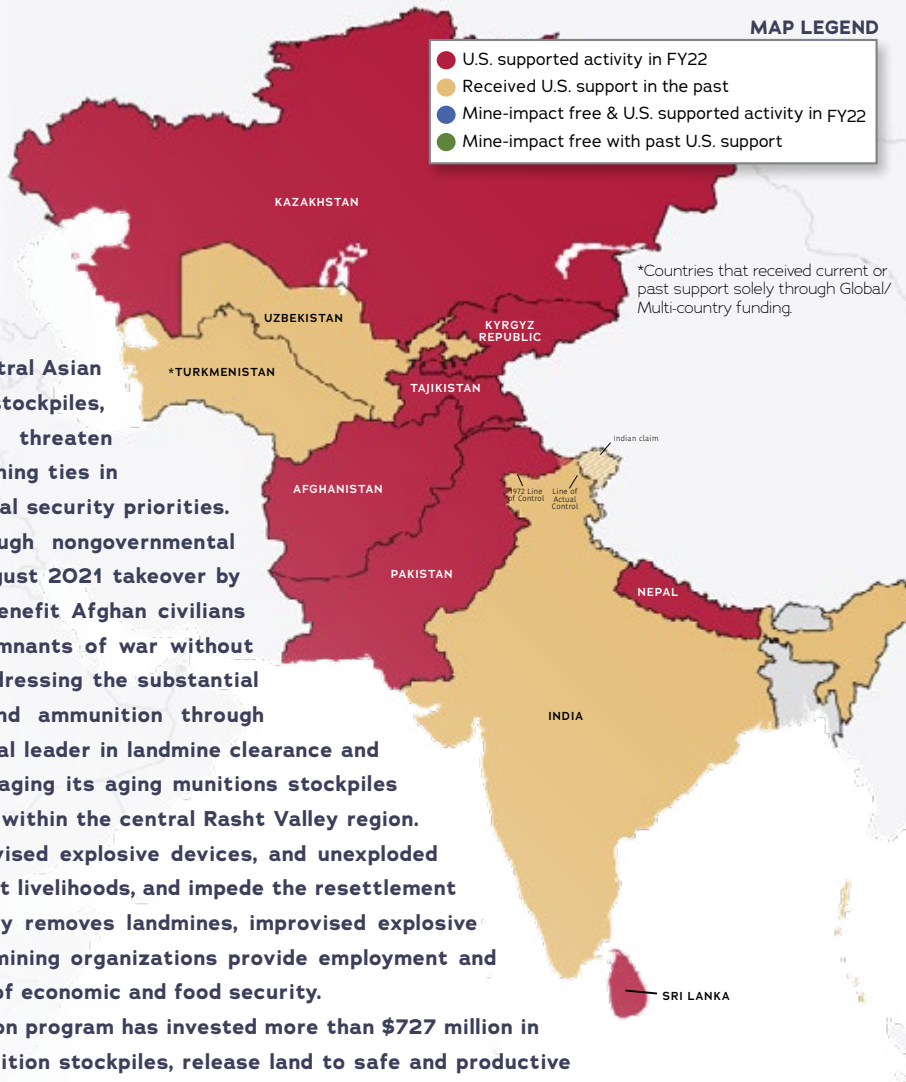 MAP LEGEND
U.S. supported activity in FY22
Received U.S. support in the past
Mine-impact free & U.S. supported activity in FY22
Mine-impact free with past U.S. support
KAZAKHSTAN
*Countries that received current or
past support solely through Global/
Multi-country funding.
UZBEKISTAN
KYRGYZ
REPUBLIC
*TURKMENISTAN
TAJIKISTAN
Indian claim
1972 Line
of Control
Line of
Actual
Control
AFGHANISTAN
PAKISTAN
NEPAL
INDIA
SRI LANKA
tral Asian
stockpiles,
threaten
ning ties in
al security priorities.
ugh nongovernmental
gust 2021 takeover by
enefit Afghan civilians
mnants of war without
dressing the substantial
nd ammunition through
al leader in landmine clearance and
aging its aging munitions stockpiles
within the central Rasht Valley region.
vised explosive devices, and unexploded
t livelihoods, and impede the resettlement
y removes landmines, improvised explosive
mining organizations provide employment and
of economic and food security.
on program has invested more than $727 million in
ition stockpiles, release land to safe and productive